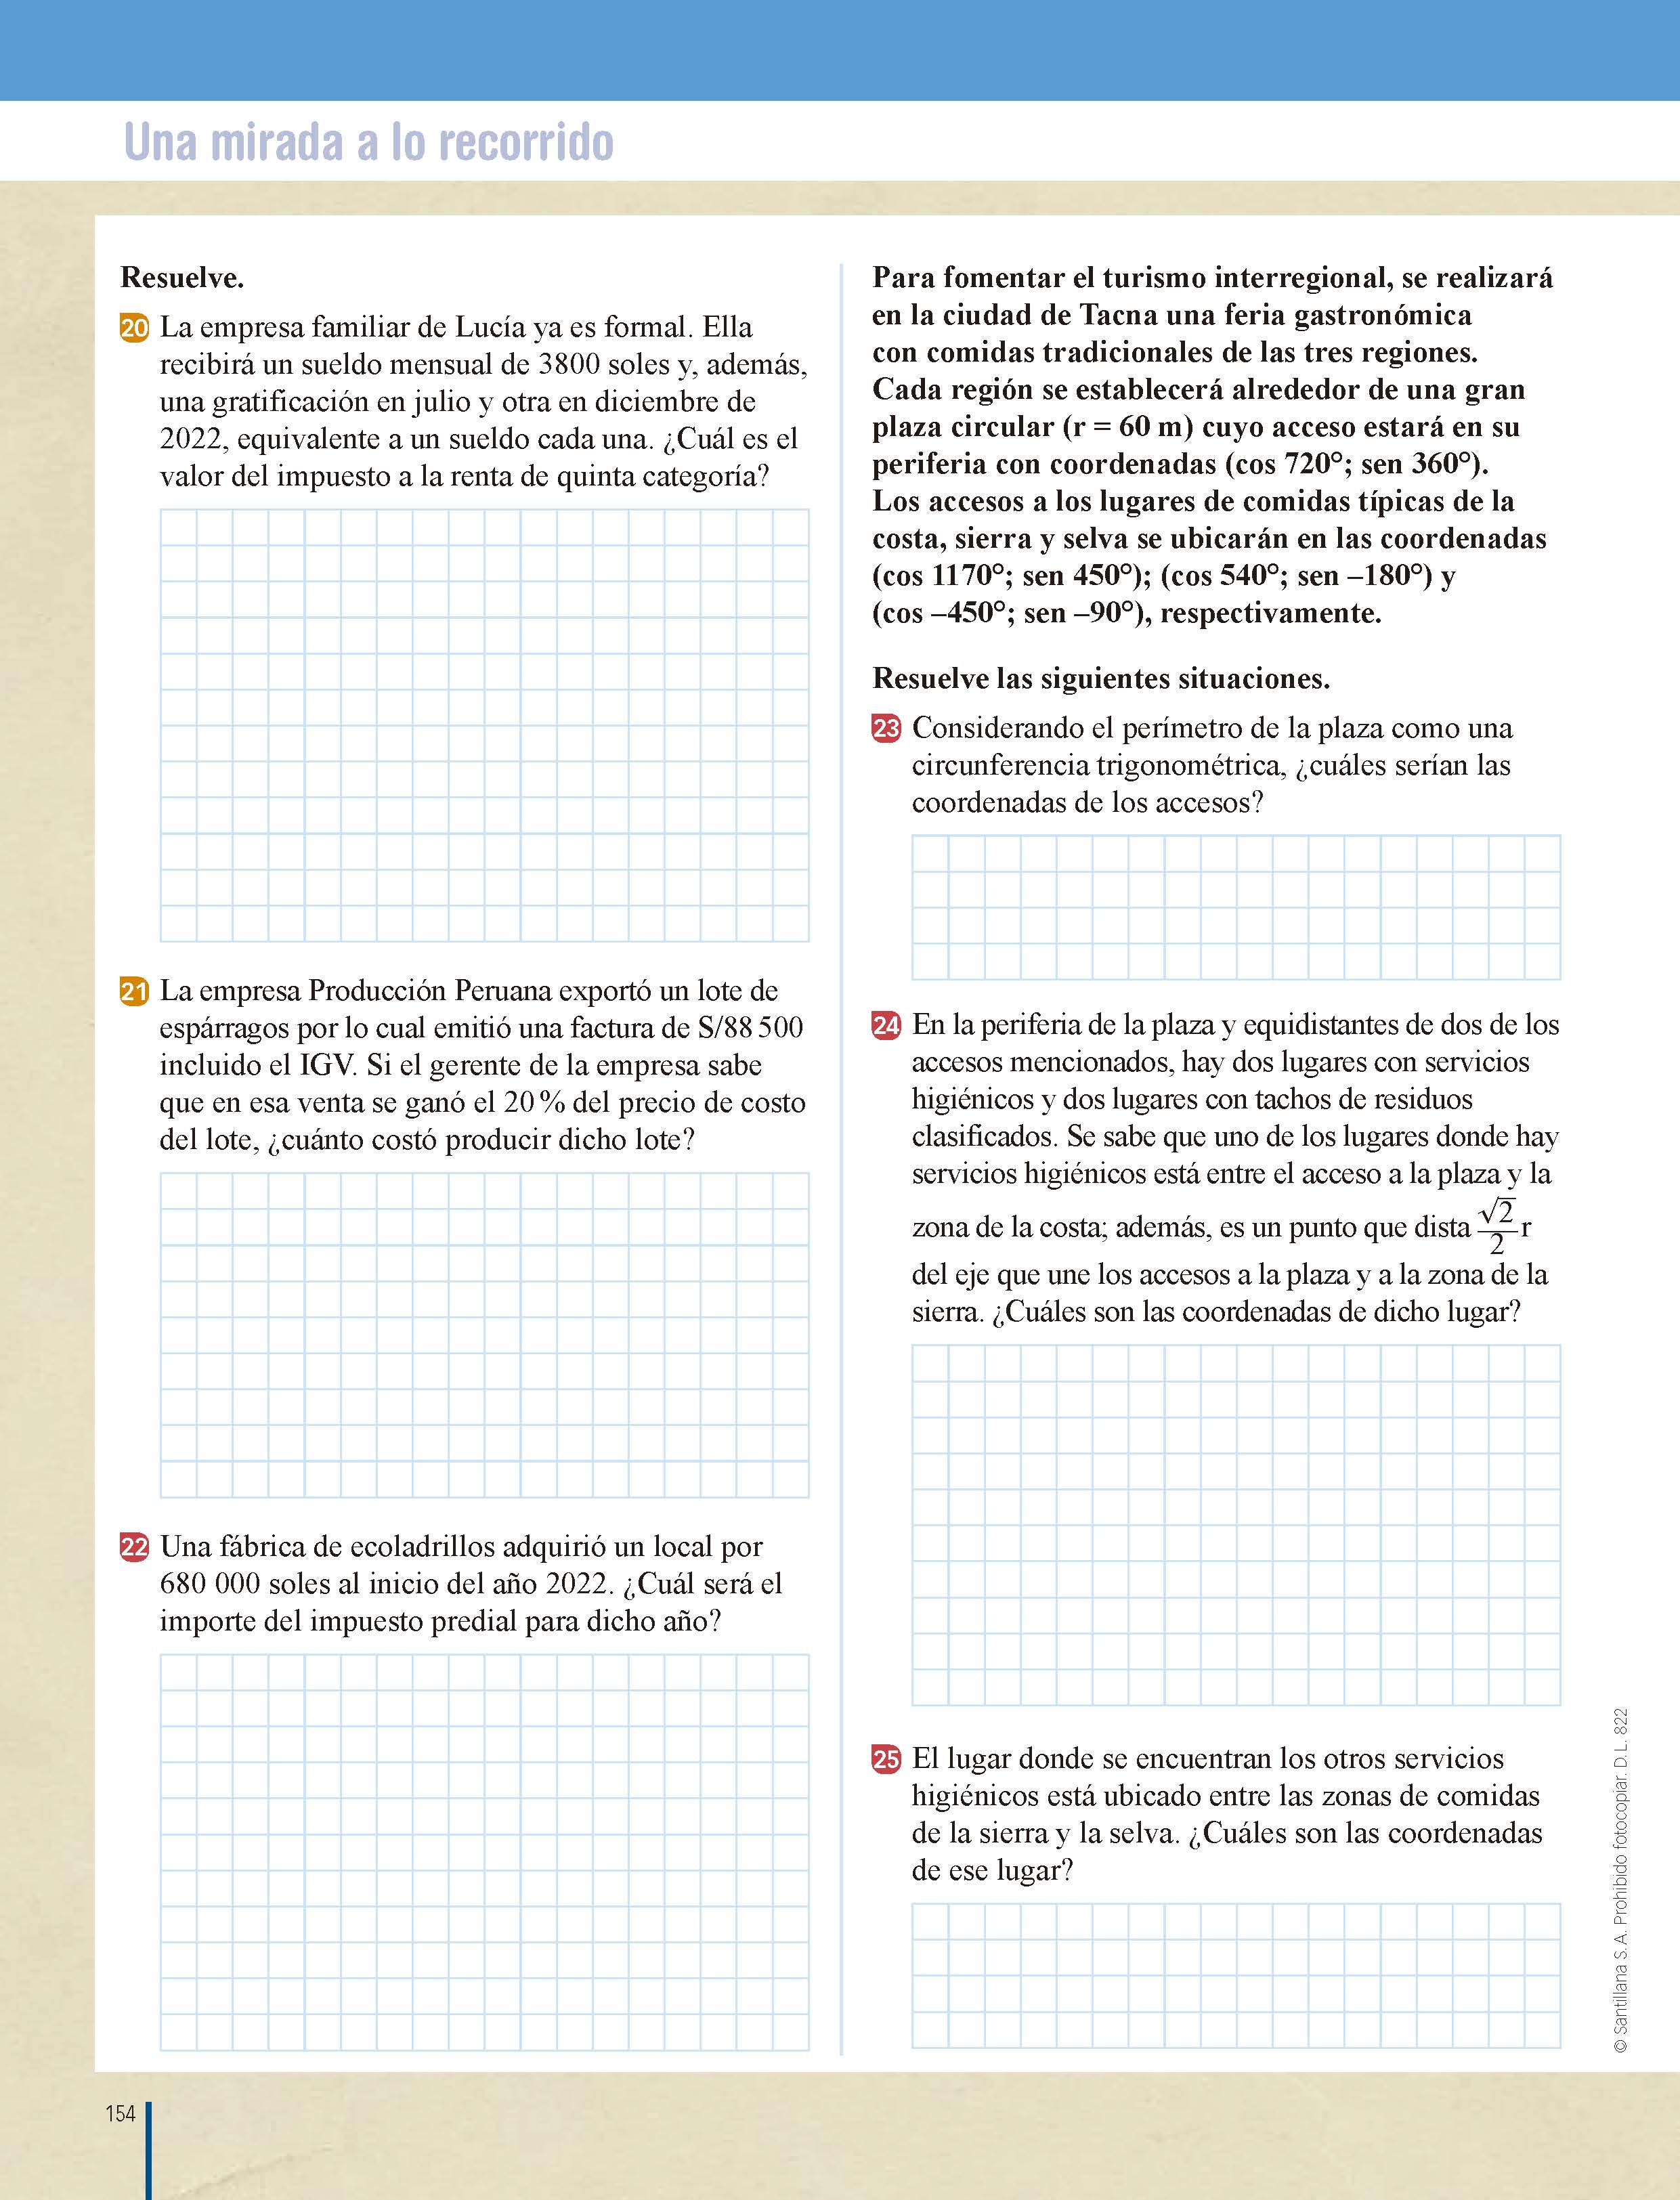 Una mirada a lo recorrido
Resuelve.
20 La empresa familiar de Lucía ya es formal. Ella
recibirá un sueldo mensual de 3800 soles y, además,
una gratificación en julio y otra en diciembre de
2022, equivalente a un sueldo cada una. ¿Cuál es el
valor del impuesto a la renta de quinta categoría?
21 La empresa Producción Peruana exportó un lote de
espárragos por lo cual emitió una factura de S/88 500
incluido el IGV. Si el gerente de la empresa sabe
que en esa venta se ganó el 20 % del precio de costo
del lote, ¿cuánto costó producir dicho lote?
22 Una fábrica de ecoladrillos adquirió un local por
680 000 soles al inicio del año 2022. ¿Cuál será el
importe del impuesto predial para dicho año?
Para fomentar el turismo interregional, se realizará
en la ciudad de Tacna una feria gastronómica
con comidas tradicionales de las tres regiones.
Cada región se establecerá alrededor de una gran
plaza circular (r = 60 m) cuyo acceso estará en su
periferia con coordenadas (cos 720°; sen 360°).
Los accesos a los lugares de comidas típicas de la
costa, sierra y selva se ubicarán en las coordenadas
(cos 1170°; sen 450°); (cos 540°; sen –180°) y
(cos –450°; sen –90°), respectivamente.
Resuelve las siguientes situaciones.
23 Considerando el perímetro de la plaza como una
circunferencia trigonométrica, ¿cuáles serían las
coordenadas de los accesos?
24 En la periferia de la plaza y equidistantes de dos de los
accesos mencionados, hay dos lugares con servicios
higiénicos y dos lugares con tachos de residuos
clasificados. Se sabe que uno de los lugares donde hay
servicios higiénicos está entre el acceso a la plaza y la
zona de la costa; además, es un punto que dista √2/2 r
del eje que une los accesos a la plaza y a la zona de la
sierra. ¿Cuáles son las coordenadas de dicho lugar?
25 El lugar donde se encuentran los otros servicios
higiénicos está ubicado entre las zonas de comidas
de la sierra y la selva. ¿Cuáles son las coordenadas
de ese lugar?
© Santillana S. A. Prohibido fotocopiar. D. L. 822
154